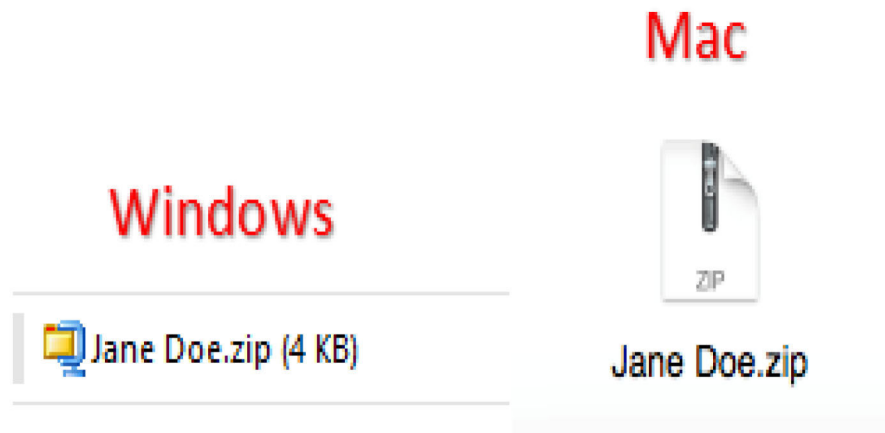 Mac
Windows
ZIP
Jane Doe.zip (4 KB)
Jane Doe.zip